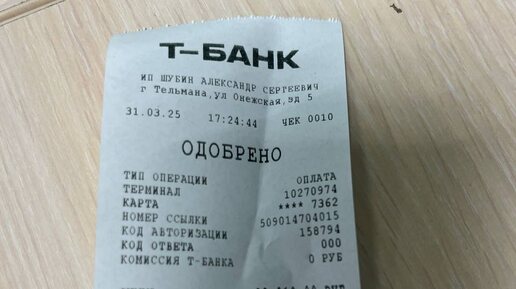 Т-БАНК
ИП ШУБИН АЛЕКСАНДР СЕРГЕЕВИЧ
г Тельмана, ул Онежская, зд 5
31.03.25 17:24:44 ЧЕК 0010
ОДОБРЕНО
ТИП ОПЕРАЦИИ ОПЛАТА
ТЕРМИНАЛ 10270974
КАРТА **** 7362
НОМЕР ССЫЛКИ 509014704015
КОД АВТОРИЗАЦИИ 158794
КОД ОТВЕТА 000
КОМИССИЯ Т-БАНКА 0 РУБ